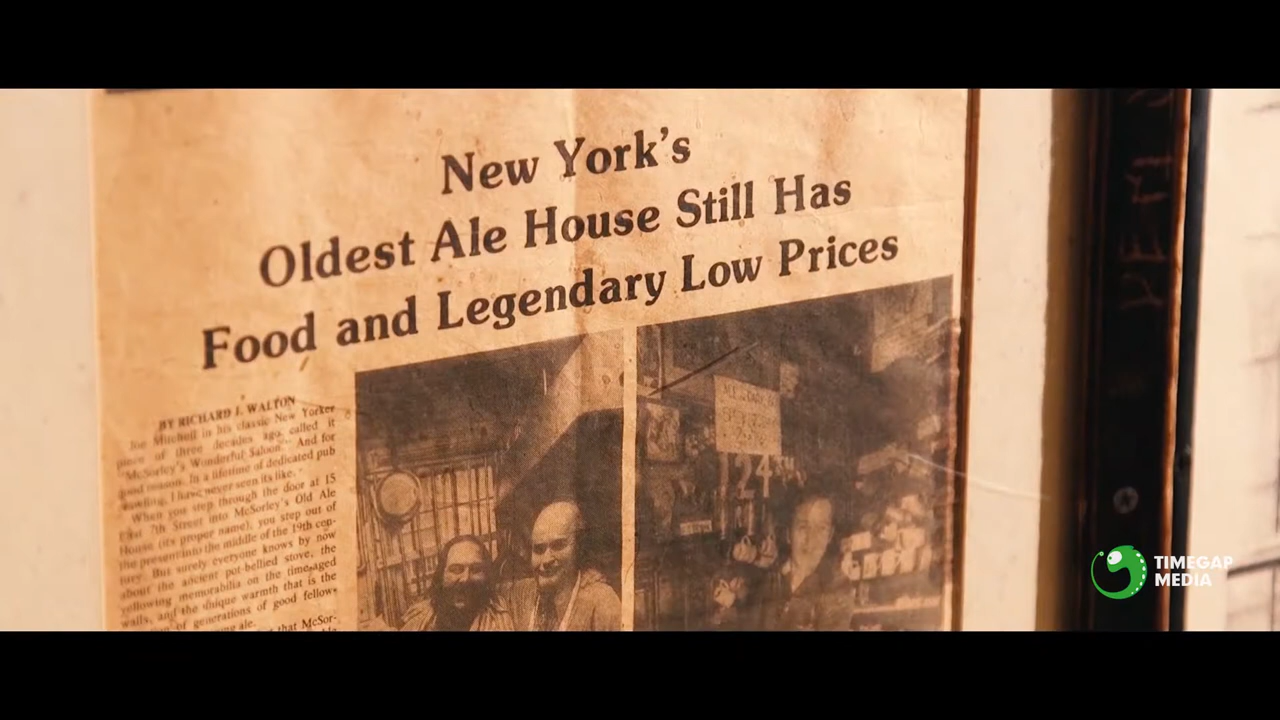 New York's
Oldest Ale House Still Has
Food and Legendary Low Prices
BY RICHARD J. WALTON
Joe Mitchell in his classic New Yorker
piece of three decades ago, called it
"McSorley's Wonderful Saloon." And for
good reason. In a lifetime of dedicated pub
crawling, I have never seen its like.
When you step through the door at 15
East 7th Street into McSorley's Old Ale
House (its proper name), you step out of
the present into the middle of the 19th cen-
tury. But surely everyone knows by now
about the ancient pot-bellied stove, the
yellowing memorabilia on the time-aged
walls, and the unique warmth that is the
of generations of good fellow-
ale.
that McSor-
124
TIMEGAP
MEDIA